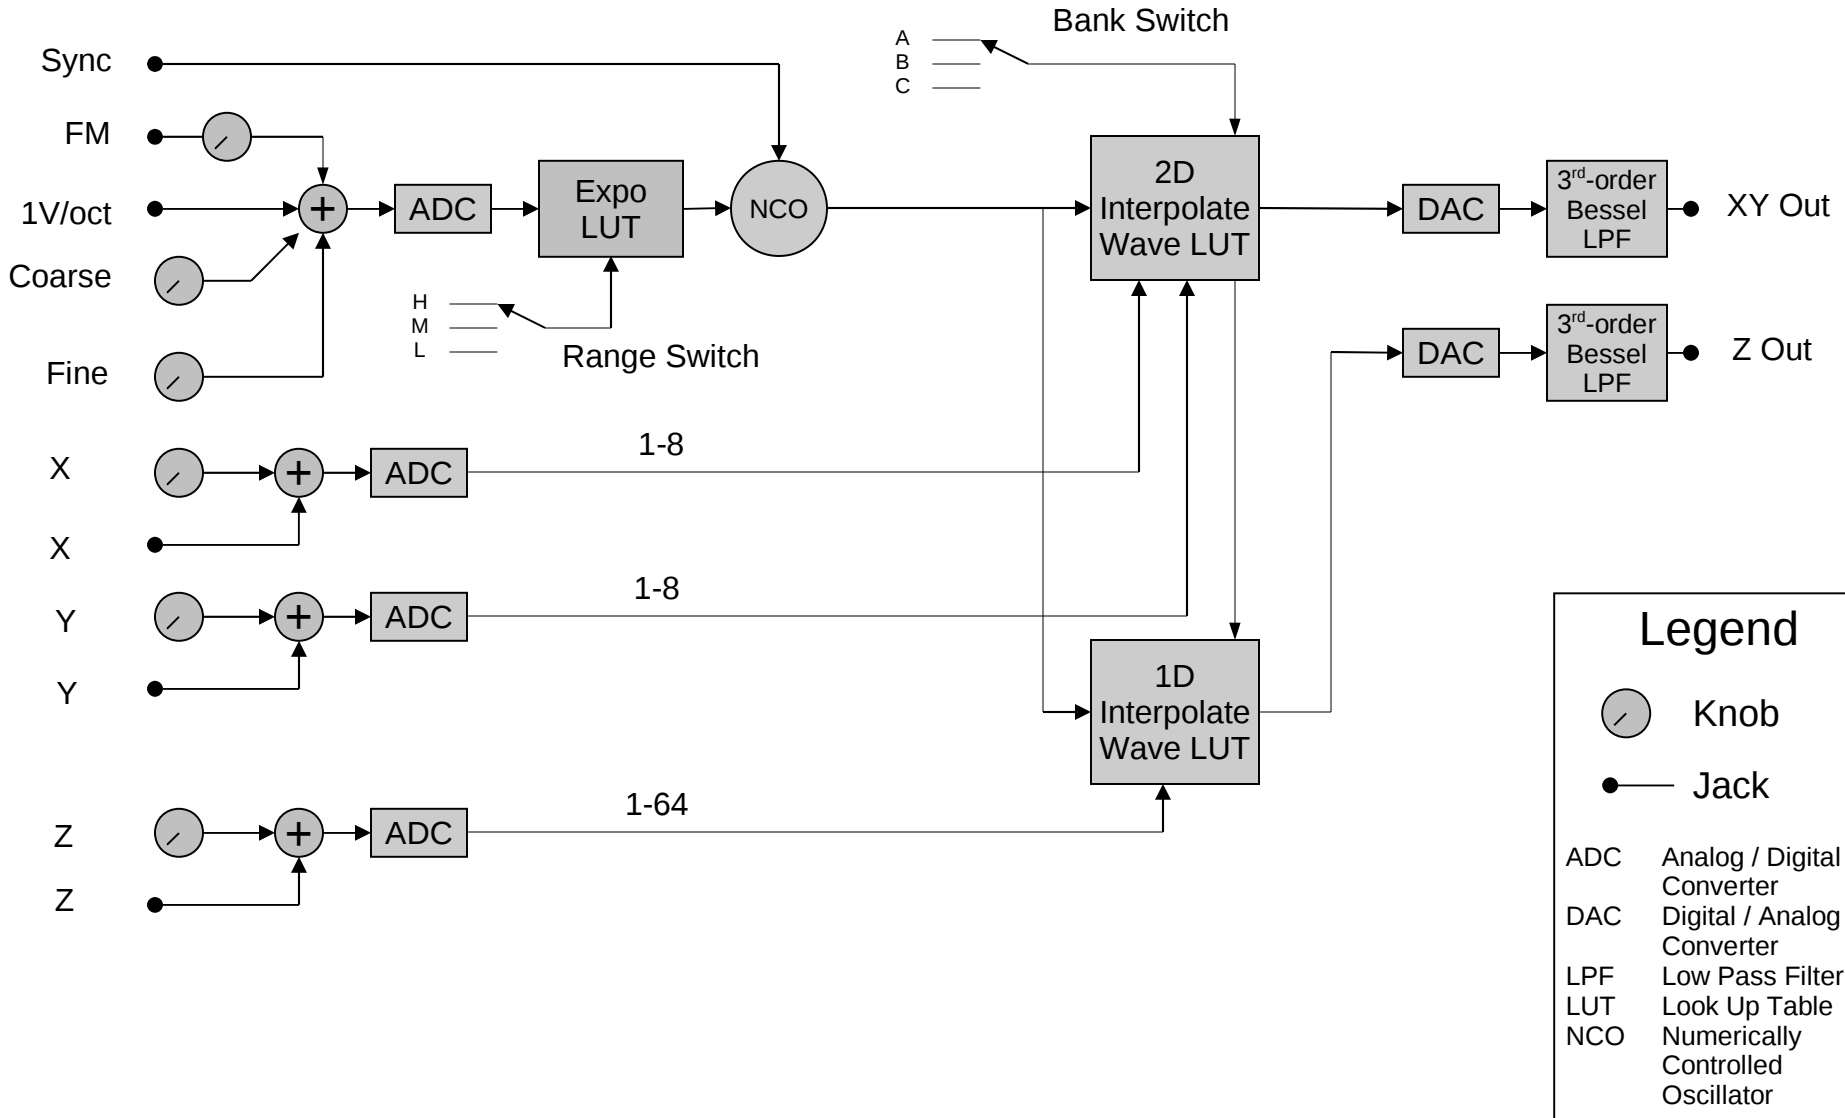 Bank Switch
A
B
C
Sync
FM
1V/oct
Coarse
Fine
+
ADC
Expo
LUT
NCO
H
M
L
Range Switch
2D
Interpolate
Wave LUT
DAC
3rd-order
Bessel
LPF
XY Out
DAC
3rd-order
Bessel
LPF
Z Out
X
+
ADC
1-8
X
Y
+
ADC
1-8
Y
1D
Interpolate
Wave LUT
Z
+
ADC
1-64
Z
Legend
Knob
Jack
ADC Analog / Digital
Converter
DAC Digital / Analog
Converter
LPF Low Pass Filter
LUT Look Up Table
NCO Numerically
Controlled
Oscillator